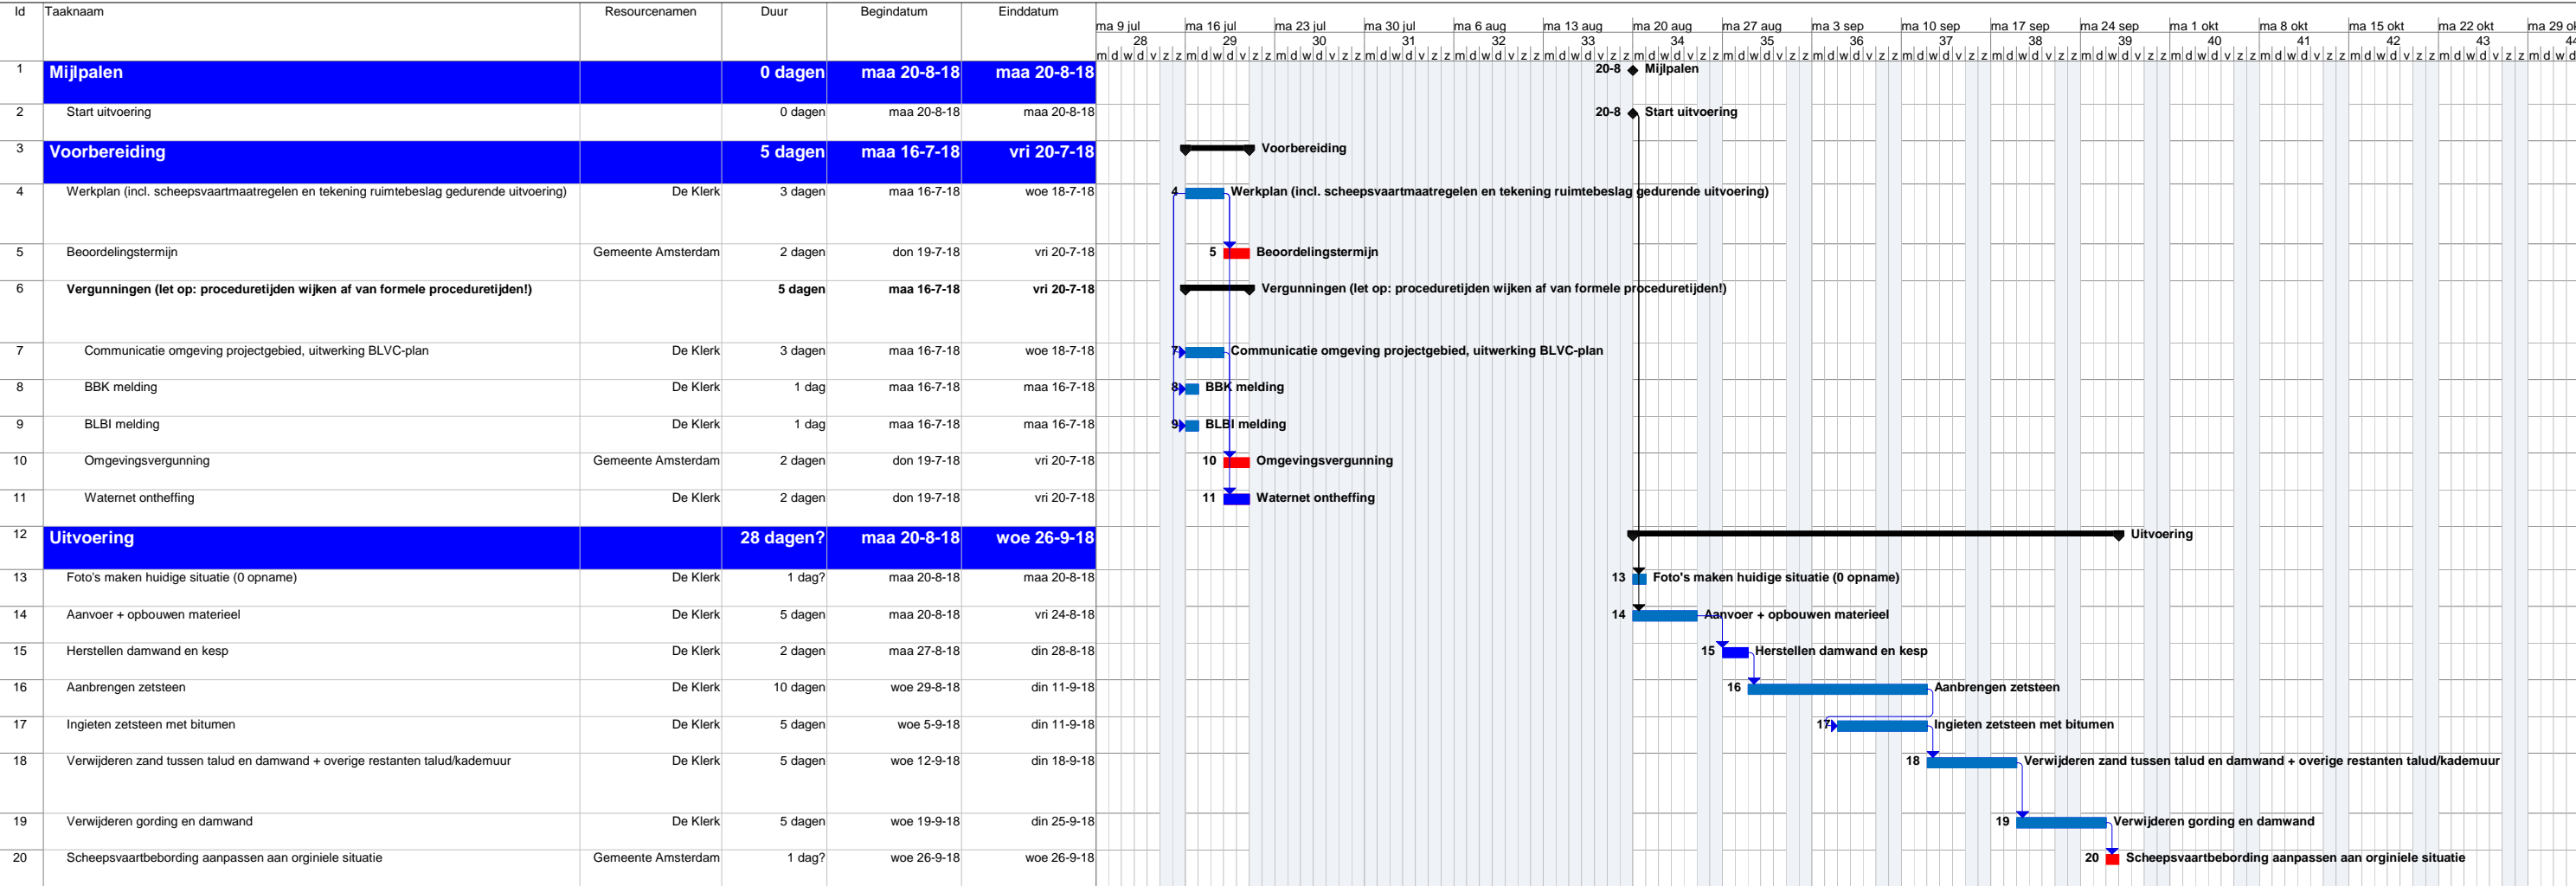 Id Taaknaam Resourcenamen Duur Begindatum Einddatum
ma 9 jul ma 16 jul ma 23 jul ma 30 jul ma 6 aug ma 13 aug ma 20 aug ma 27 aug ma 3 sep ma 10 sep ma 17 sep ma 24 sep ma 1 okt ma 8 okt ma 15 okt ma 22 okt ma 29 ok
28 29 30 31 32 33 34 35 36 37 38 39 40 41 42 43 44
m d w d v z z m d w d v z z m d w d v z z m d w d v z z m d w d v z z m d w d v z z m d w d v z z m d w d v z z m d w d v z z m d w d v z z m d w d v z z m d w d v z z m d w d v z z m d w d v z z m d w d v z z m d w d v z z m d w d
1 Mijlpalen 0 dagen maa 20-8-18 maa 20-8-18 20-8 Mijlpalen
2 Start uitvoering 0 dagen maa 20-8-18 maa 20-8-18 20-8 Start uitvoering
3 Voorbereiding 5 dagen maa 16-7-18 vri 20-7-18 Voorbereiding
4 Werkplan (incl. scheepsvaartmaatregelen en tekening ruimtebeslag gedurende uitvoering) De Klerk 3 dagen maa 16-7-18 woe 18-7-18 4 Werkplan (incl. scheepsvaartmaatregelen en tekening ruimtebeslag gedurende uitvoering)
5 Beoordelingstermijn Gemeente Amsterdam 2 dagen don 19-7-18 vri 20-7-18 5 Beoordelingstermijn
6 Vergunningen (let op: proceduretijden wijken af van formele proceduretijden!) 5 dagen maa 16-7-18 vri 20-7-18 Vergunningen (let op: proceduretijden wijken af van formele proceduretijden!)
7 Communicatie omgeving projectgebied, uitwerking BLVC-plan De Klerk 3 dagen maa 16-7-18 woe 18-7-18 7 Communicatie omgeving projectgebied, uitwerking BLVC-plan
8 BBK melding De Klerk 1 dag maa 16-7-18 maa 16-7-18 8 BBK melding
9 BLBI melding De Klerk 1 dag maa 16-7-18 maa 16-7-18 9 BLBI melding
10 Omgevingsvergunning Gemeente Amsterdam 2 dagen don 19-7-18 vri 20-7-18 10 Omgevingsvergunning
11 Waternet ontheffing De Klerk 2 dagen don 19-7-18 vri 20-7-18 11 Waternet ontheffing
12 Uitvoering 28 dagen? maa 20-8-18 woe 26-9-18 Uitvoering
13 Foto's maken huidige situatie (0 opname) De Klerk 1 dag? maa 20-8-18 maa 20-8-18 13 Foto's maken huidige situatie (0 opname)
14 Aanvoer + opbouwen materieel De Klerk 5 dagen maa 20-8-18 vri 24-8-18 14 Aanvoer + opbouwen materieel
15 Herstellen damwand en kesp De Klerk 2 dagen maa 27-8-18 din 28-8-18 15 Herstellen damwand en kesp
16 Aanbrengen zetsteen De Klerk 10 dagen woe 29-8-18 din 11-9-18 16 Aanbrengen zetsteen
17 Ingieten zetsteen met bitumen De Klerk 5 dagen woe 5-9-18 din 11-9-18 17 Ingieten zetsteen met bitumen
18 Verwijderen zand tussen talud en damwand + overige restanten talud/kademuur De Klerk 5 dagen woe 12-9-18 din 18-9-18 18 Verwijderen zand tussen talud en damwand + overige restanten talud/kademuur
19 Verwijderen gording en damwand De Klerk 5 dagen woe 19-9-18 din 25-9-18 19 Verwijderen gording en damwand
20 Scheepsvaartbebording aanpassen aan orginiele situatie Gemeente Amsterdam 1 dag? woe 26-9-18 woe 26-9-18 20 Scheepsvaartbebording aanpassen aan orginiele situatie